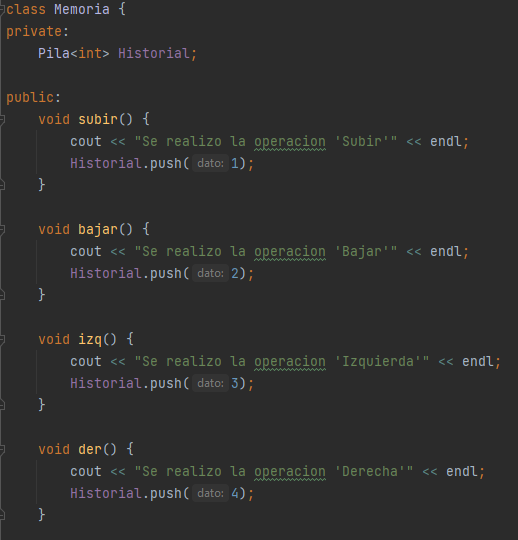 class Memoria {
private:
    Pila<int> Historial;

public:
    void subir() {
        cout << "Se realizo la operacion 'Subir'" << endl;
        Historial.push( dato: 1);
    }

    void bajar() {
        cout << "Se realizo la operacion 'Bajar'" << endl;
        Historial.push( dato: 2);
    }

    void izq() {
        cout << "Se realizo la operacion 'Izquierda'" << endl;
        Historial.push( dato: 3);
    }

    void der() {
        cout << "Se realizo la operacion 'Derecha'" << endl;
        Historial.push( dato: 4);
    }